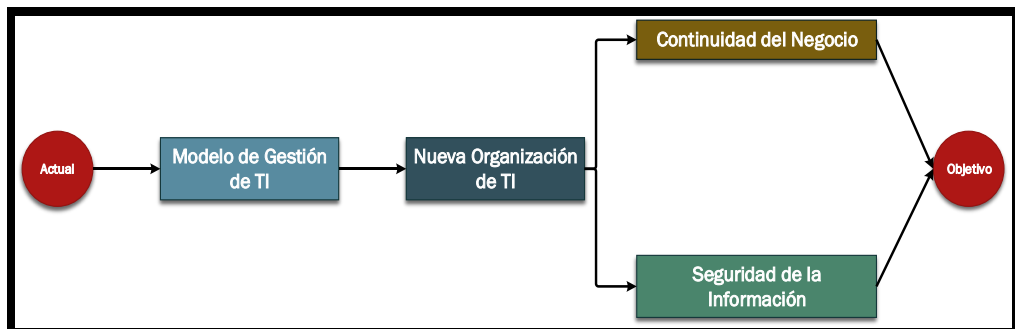 Actual
Modelo de Gestión
de TI
Nueva Organización
de TI
Continuidad del Negocio
Seguridad de la
Información
Objetivo